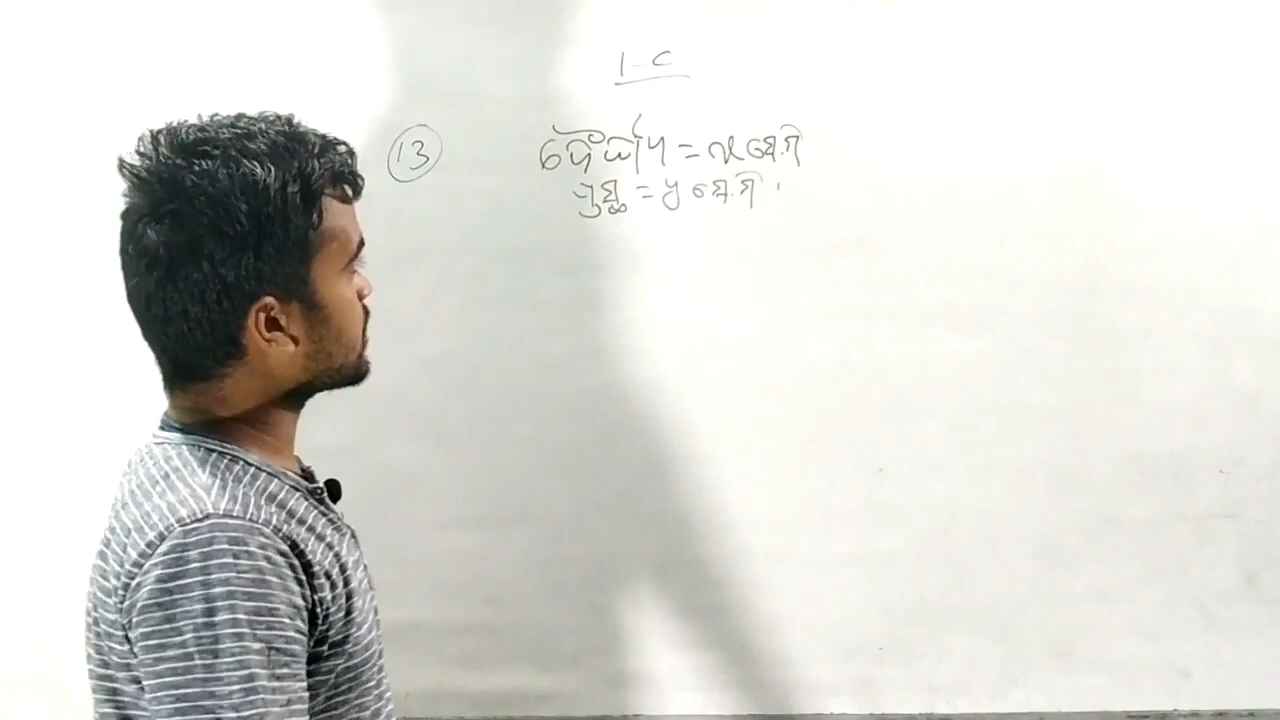 1-C
13
ଦୈର୍ଘ୍ୟ = x ସେ.ମି
ପ୍ରସ୍ଥ = y ସେ.ମି.